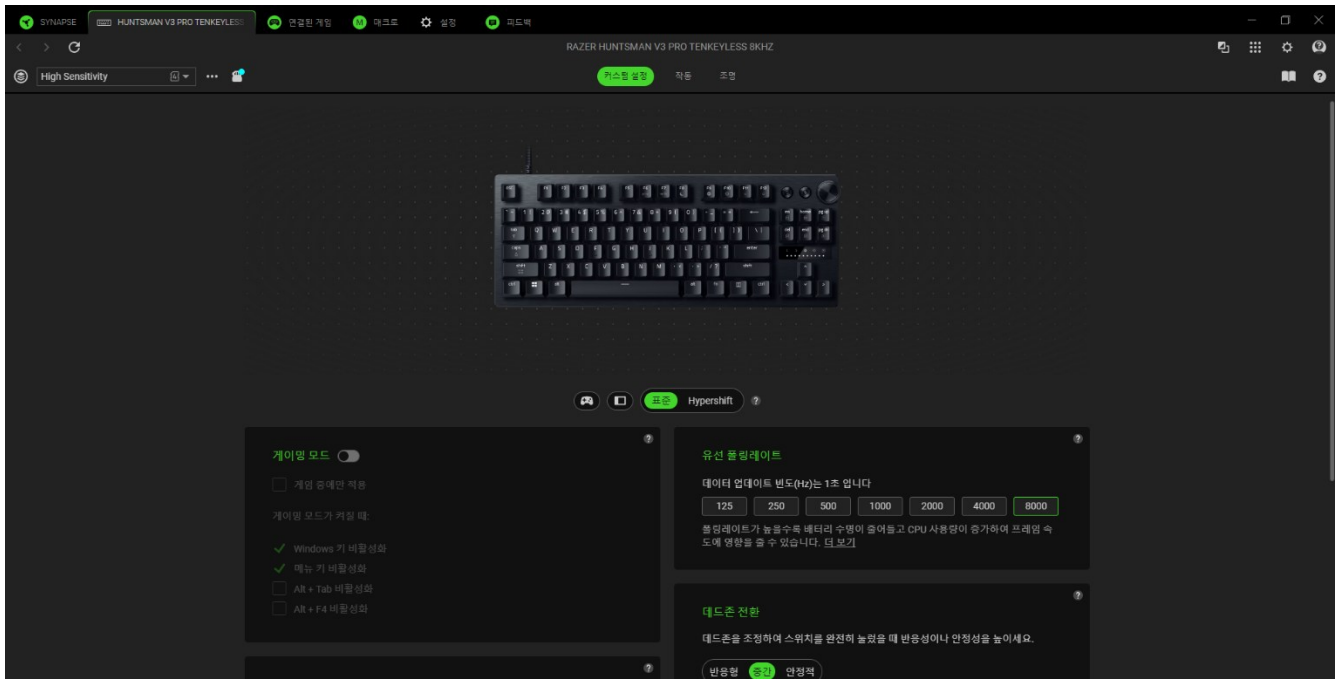 SYNAPSE
HUNTSMAN V3 PRO TENKEYLESS
연결된 게임
매크로
설정
피드백
RAZER HUNTSMAN V3 PRO TENKEYLESS 8KHZ
High Sensitivity
커스텀 설정
작동
조명
표준
Hypershift
게이밍 모드
게임 중에만 적용
게이밍 모드가 켜질 때:
Windows 키 비활성화
메뉴 키 비활성화
Alt + Tab 비활성화
Alt + F4 비활성화
유선 폴링레이트
데이터 업데이트 빈도(Hz)는 1초 입니다
125 250 500 1000 2000 4000 8000
폴링레이트가 높을수록 배터리 수명이 줄어들고 CPU 사용량이 증가하여 프레임 속
도에 영향을 줄 수 있습니다. 더 보기
데드존 전환
데드존을 조정하여 스위치를 완전히 눌렀을 때 반응성이나 안정성을 높이세요.
반응형 중간 안정적